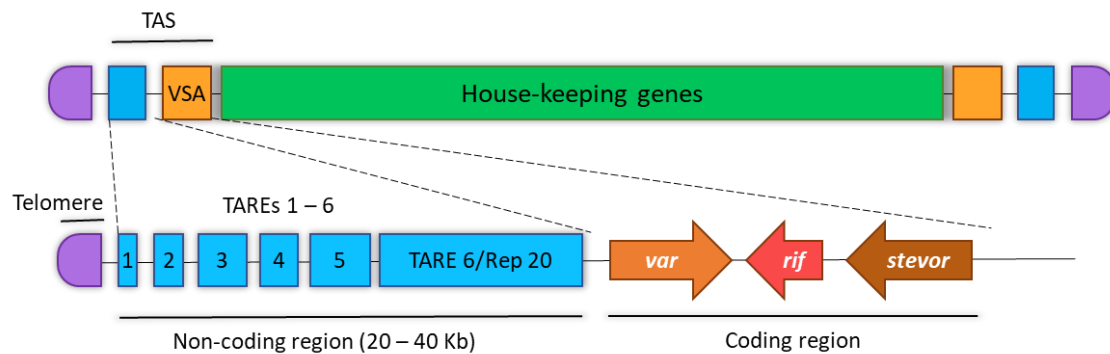 TAS
VSA
House-keeping genes
Telomere
TAREs 1 – 6
1 2 3 4 5 TARE 6/Rep 20
var rif stevor
Non-coding region (20 – 40 Kb)
Coding region